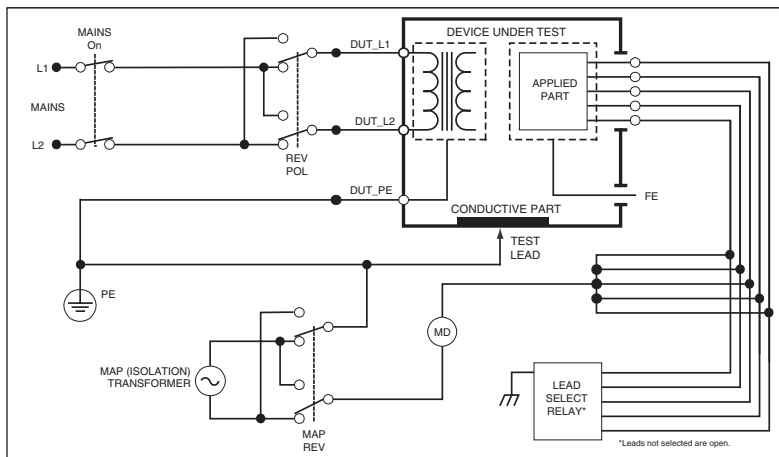 MAINS
On
L1
MAINS
L2
REV
POL
DUT_L1
DUT_L2
DUT_PE
DEVICE UNDER TEST
APPLIED
PART
FE
CONDUCTIVE PART
TEST
LEAD
PE
MAP (ISOLATION)
TRANSFORMER
MAP
REV
MD
LEAD
SELECT
RELAY*
*Leads not selected are open.